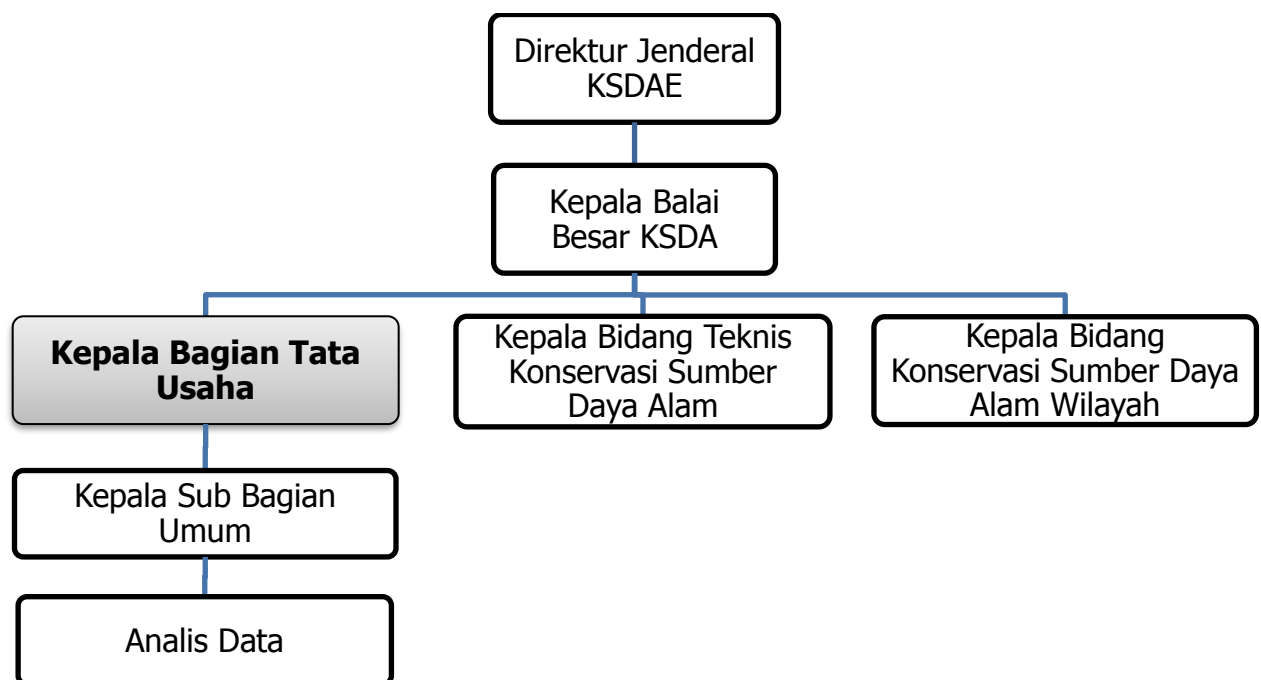 Direktur Jenderal
KSDAE
Kepala Balai
Besar KSDA
Kepala Bagian Tata
Usaha
Kepala Bidang Teknis
Konservasi Sumber
Daya Alam
Kepala Bidang
Konservasi Sumber Daya
Alam Wilayah
Kepala Sub Bagian
Umum
Analis Data